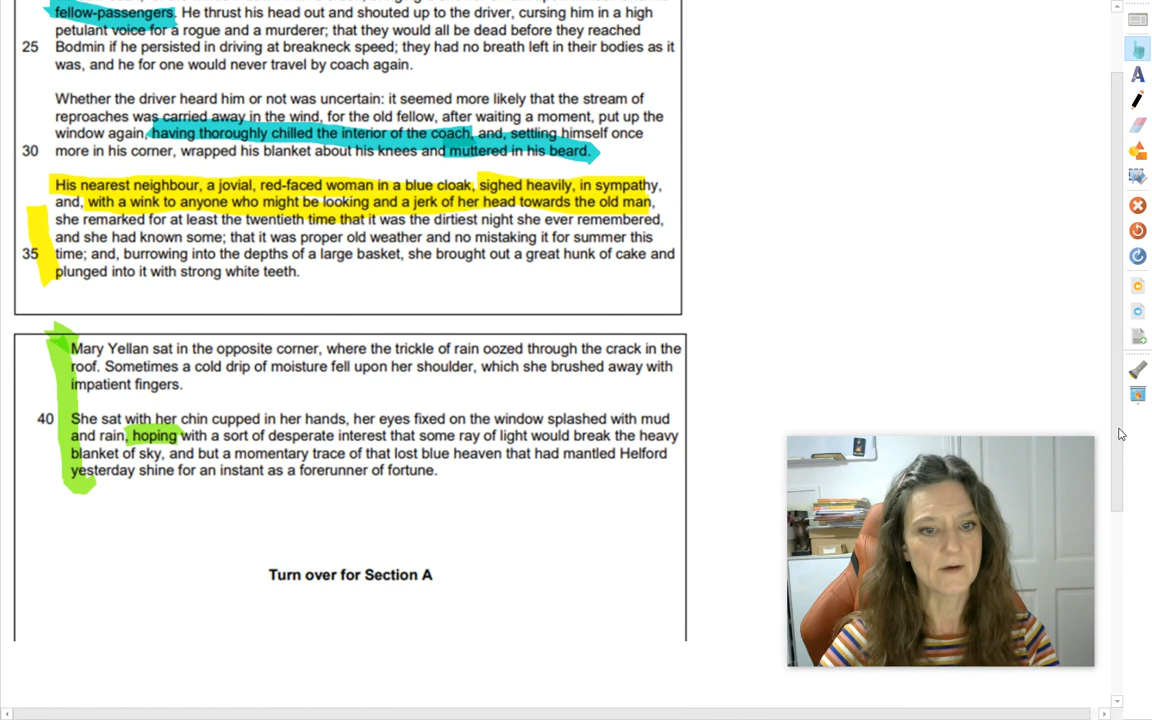 fellow-passengers. He thrust his head out and shouted up to the driver, cursing him in a high
petulant voice for a rogue and a murderer; that they would all be dead before they reached
25 Bodmin if he persisted in driving at breakneck speed; they had no breath left in their bodies as it
was, and he for one would never travel by coach again.
Whether the driver heard him or not was uncertain: it seemed more likely that the stream of
reproaches was carried away in the wind, for the old fellow, after waiting a moment, put up the
window again, having thoroughly chilled the interior of the coach, and, settling himself once
30 more in his corner, wrapped his blanket about his knees and muttered in his beard.
His nearest neighbour, a jovial, red-faced woman in a blue cloak, sighed heavily, in sympathy,
and, with a wink to anyone who might be looking and a jerk of her head towards the old man,
she remarked for at least the twentieth time that it was the dirtiest night she ever remembered,
and she had known some; that it was proper old weather and no mistaking it for summer this
35 time; and, burrowing into the depths of a large basket, she brought out a great hunk of cake and
plunged into it with strong white teeth.
Mary Yellan sat in the opposite corner, where the trickle of rain oozed through the crack in the
roof. Sometimes a cold drip of moisture fell upon her shoulder, which she brushed away with
impatient fingers.
40 She sat with her chin cupped in her hands, her eyes fixed on the window splashed with mud
and rain, hoping with a sort of desperate interest that some ray of light would break the heavy
blanket of sky, and but a momentary trace of that lost blue heaven that had mantled Helford
yesterday shine for an instant as a forerunner of fortune.
Turn over for Section A